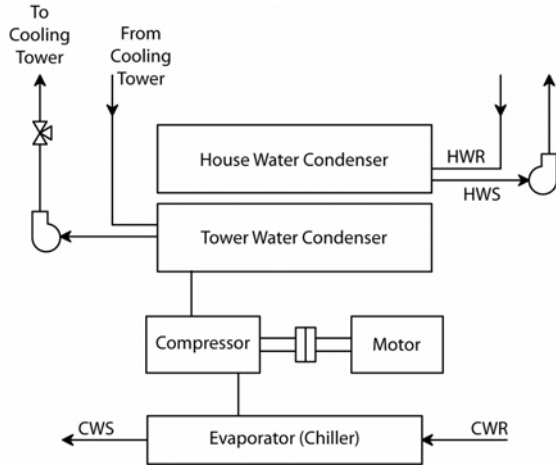 To
Cooling
Tower
From
Cooling
Tower
House Water Condenser
HWR
HWS
Tower Water Condenser
Compressor
Motor
CWS
Evaporator (Chiller)
CWR